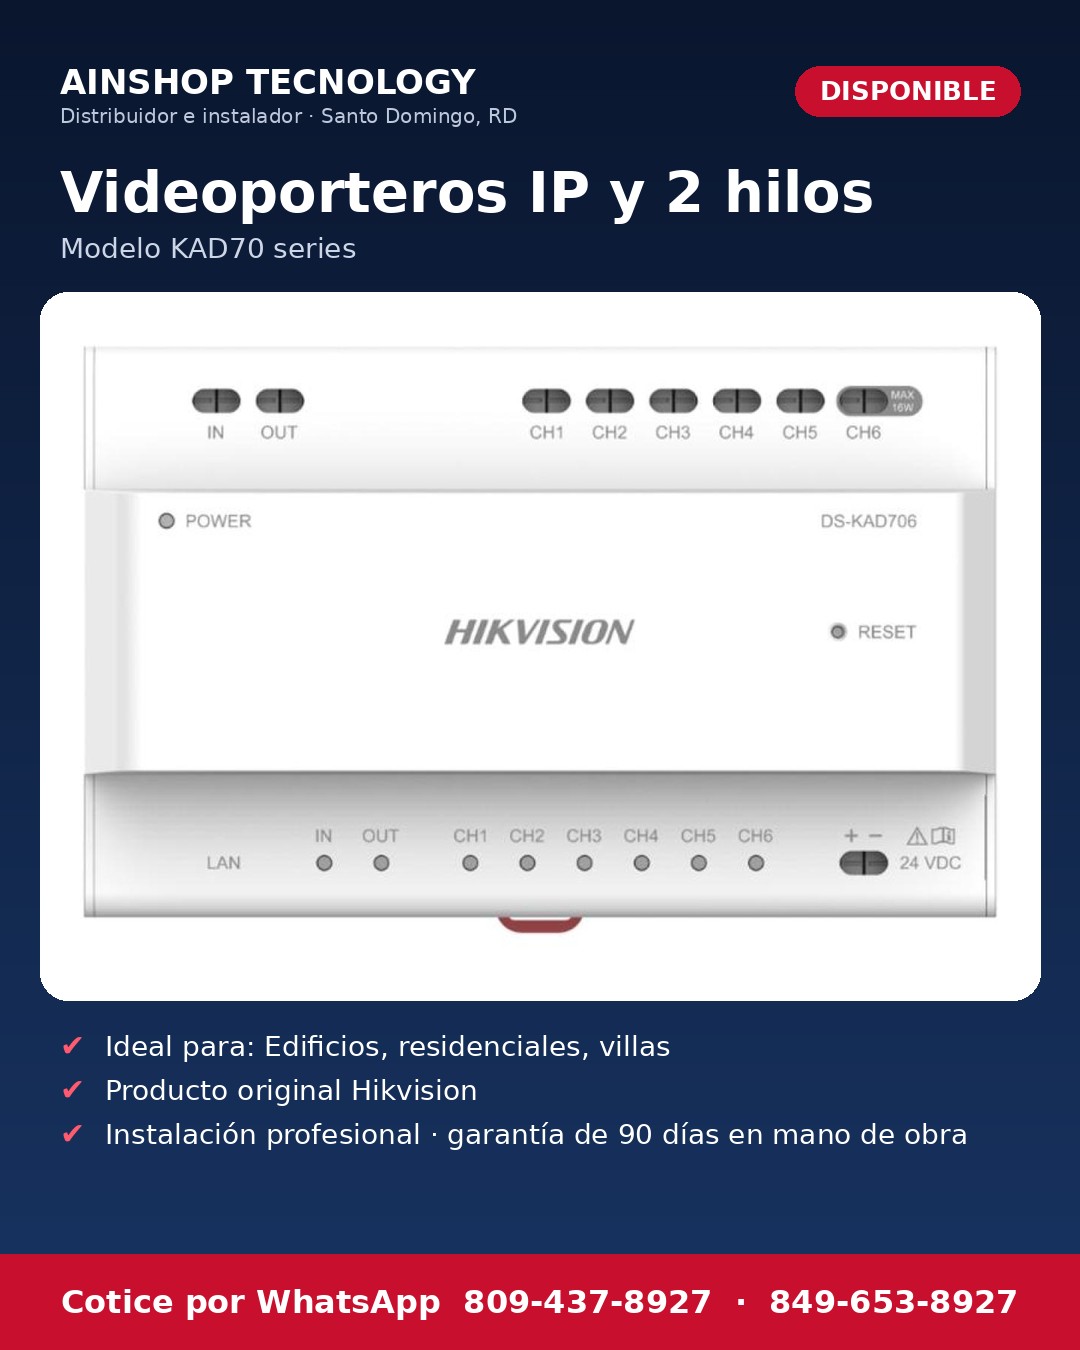 AINSHOP TECNOLOGY
DISPONIBLE
Distribuidor e instalador · Santo Domingo, RD
Videoporteros IP y 2 hilos
Modelo KAD70 series
MAX
16W
IN OUT CH1 CH2 CH3 CH4 CH5 CH6
POWER DS-KAD706
HIKVISION RESET
IN OUT CH1 CH2 CH3 CH4 CH5 CH6 + −
LAN 24 VDC
✔ Ideal para: Edificios, residenciales, villas
✔ Producto original Hikvision
✔ Instalación profesional · garantía de 90 días en mano de obra
Cotice por WhatsApp 809-437-8927 · 849-653-8927